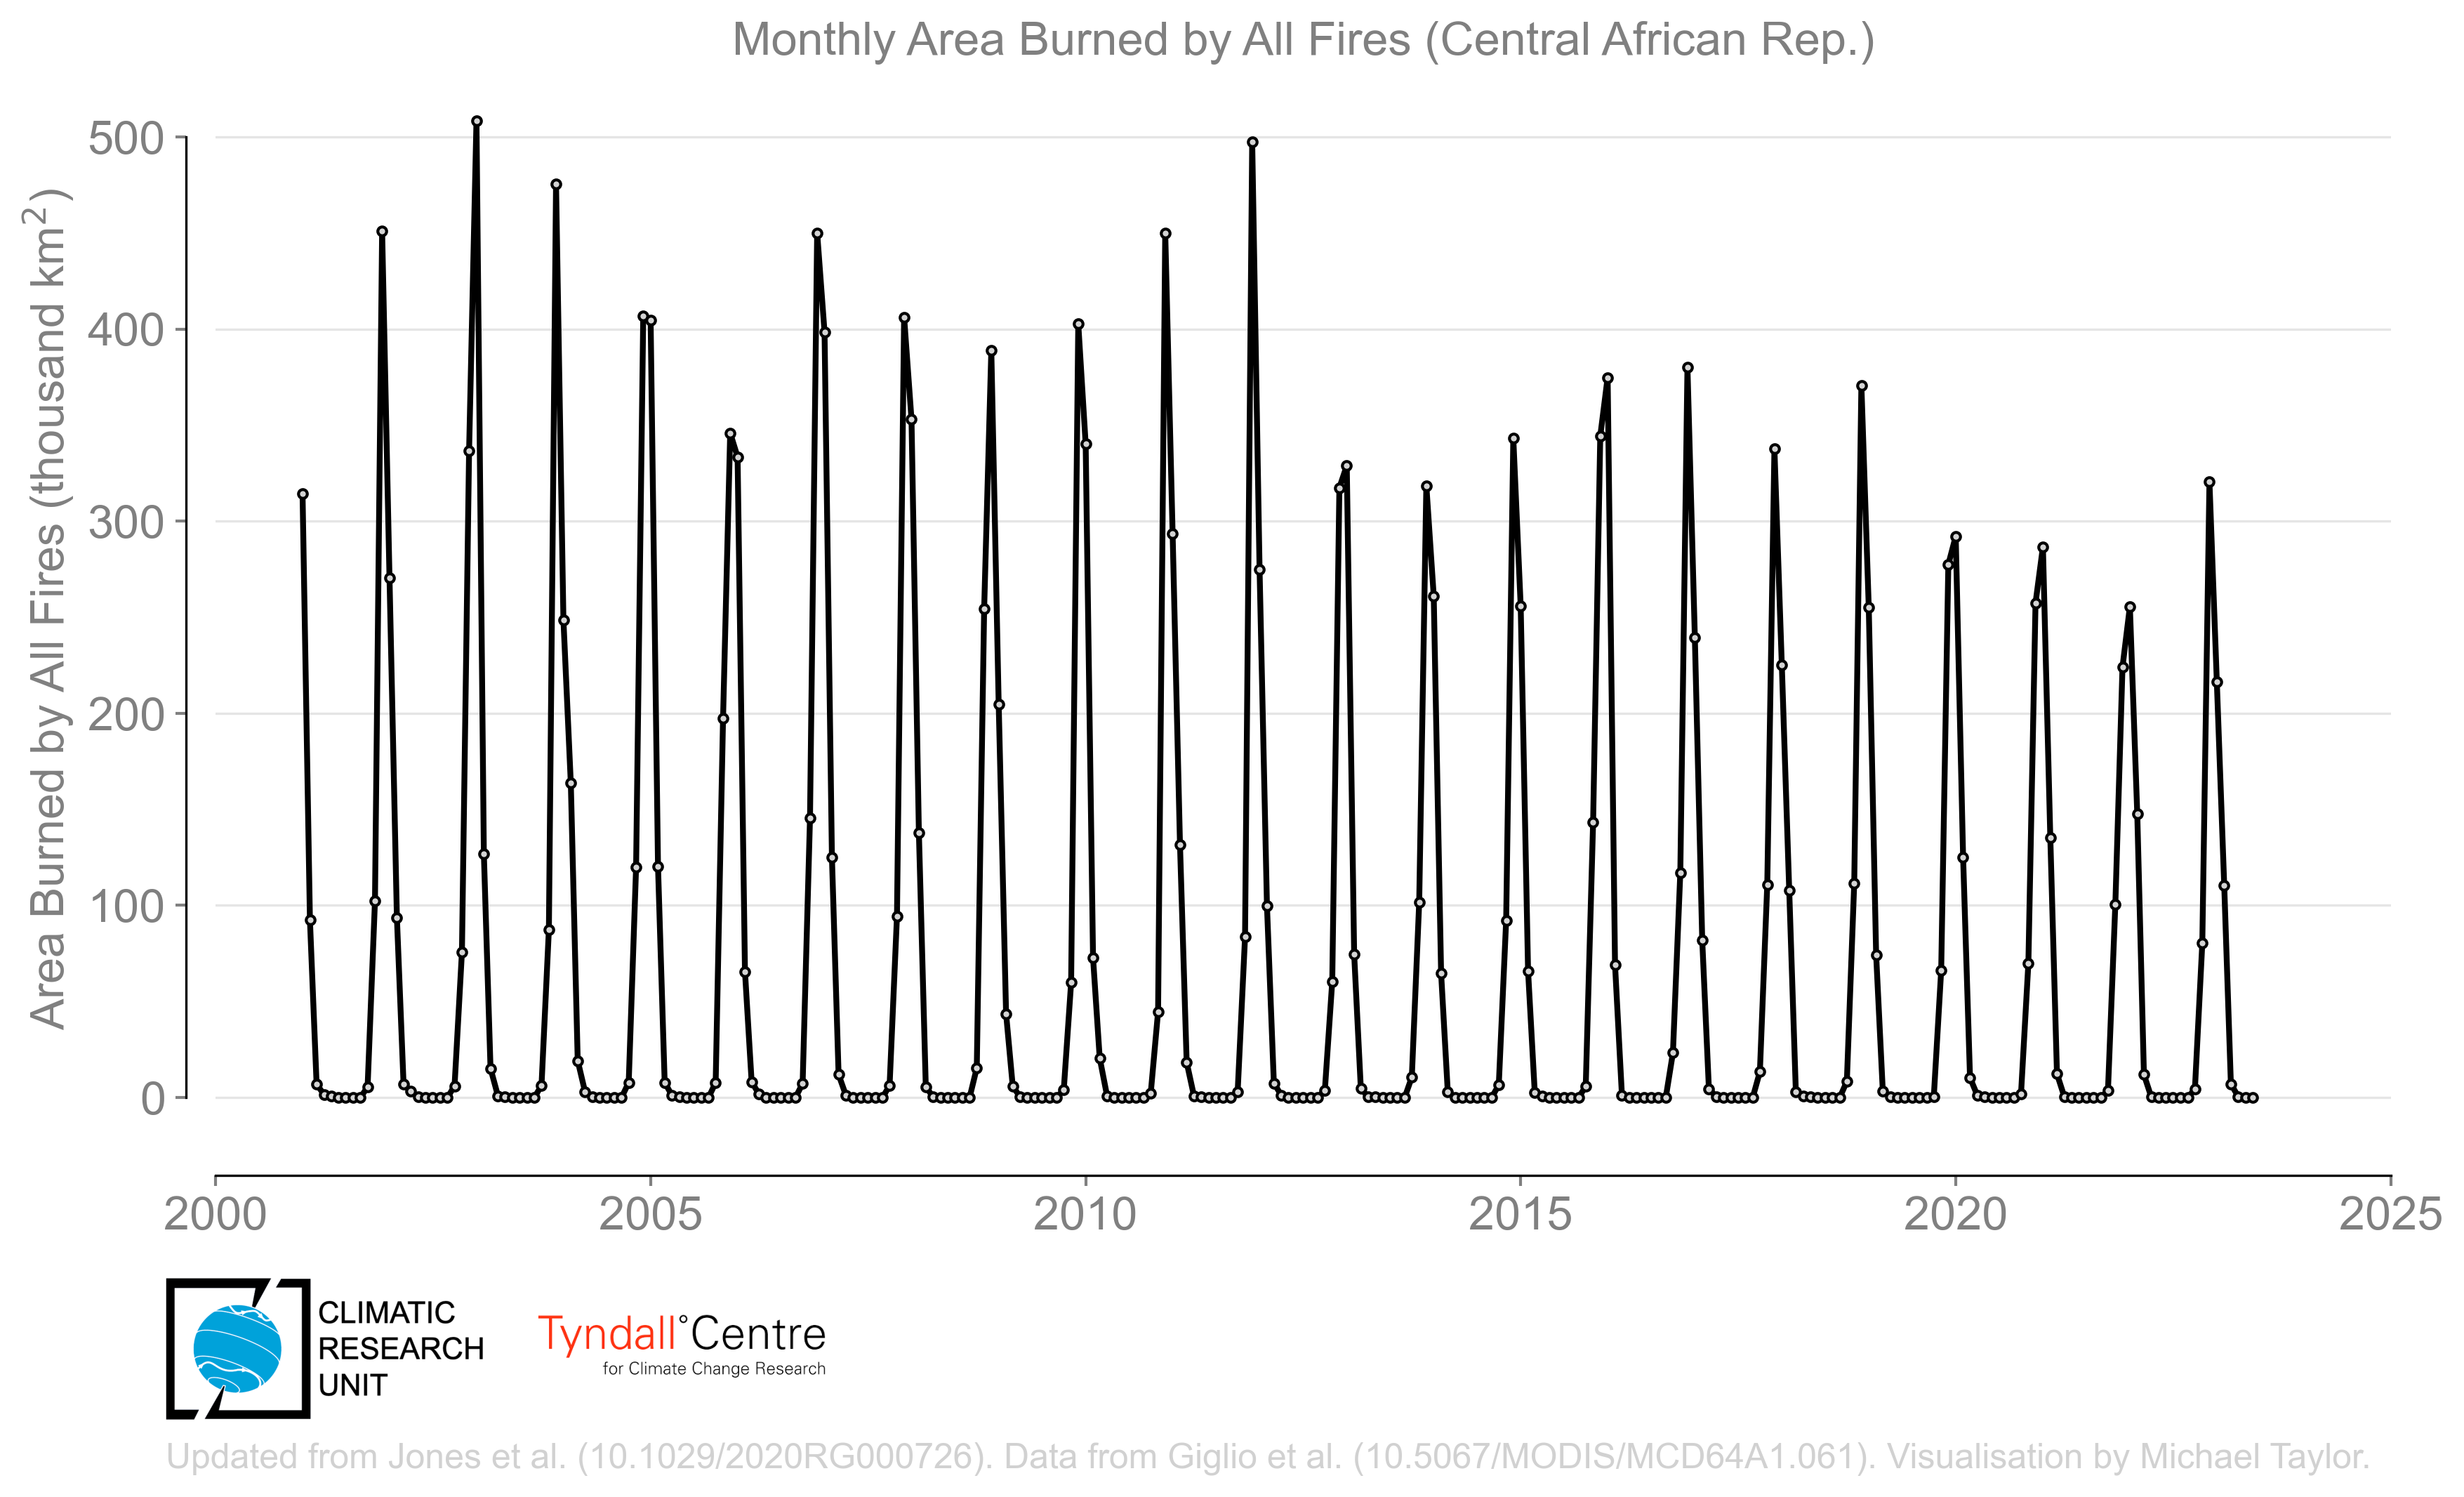 Monthly Area Burned by All Fires (Central African Rep.)
Area Burned by All Fires (thousand km²)
500
400
300
200
100
0
2000 2005 2010 2015 2020 2025
CLIMATIC
RESEARCH
UNIT
Tyndall°Centre
for Climate Change Research
Updated from Jones et al. (10.1029/2020RG000726). Data from Giglio et al. (10.5067/MODIS/MCD64A1.061). Visualisation by Michael Taylor.